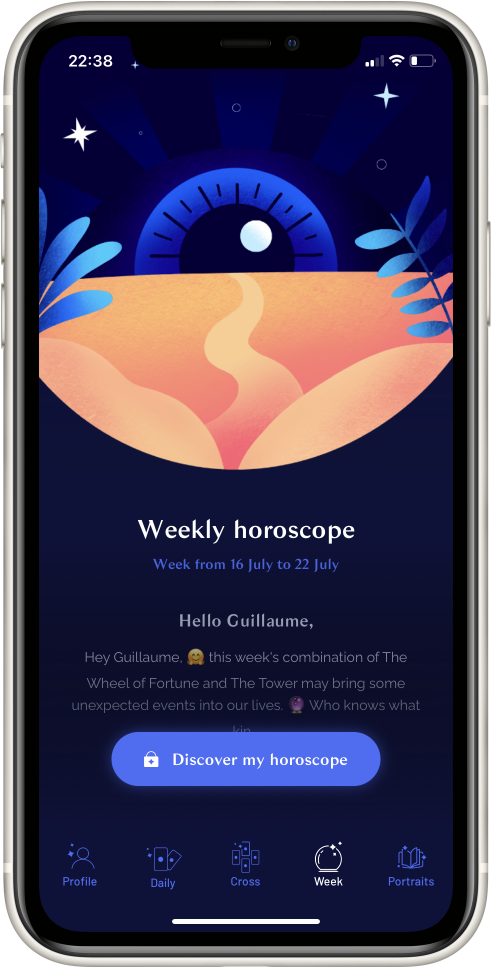 22:38
Weekly horoscope
Week from 16 July to 22 July
Hello Guillaume,
Hey Guillaume, 🤗 this week's combination of The
Wheel of Fortune and The Tower may bring some
unexpected events into our lives. 🔮 Who knows what
kin
Discover my horoscope
Profile Daily Cross Week Portraits